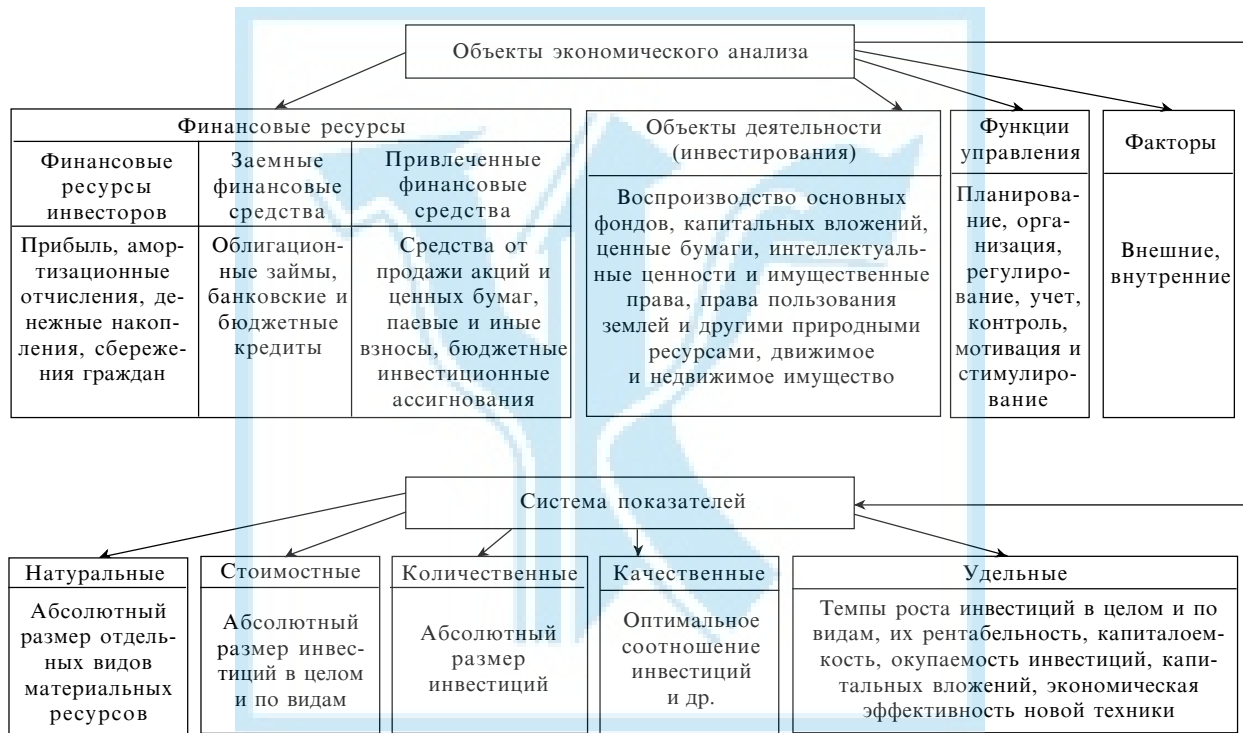 Объекты экономического анализа
Финансовые ресурсы
Финансовые
ресурсы
инвесторов
Заемные
финансовые
средства
Привлеченные
финансовые
средства
Прибыль, амор-
тизационные
отчисления, де-
нежные накоп-
ления, сбереже-
ния граждан
Облигацион-
ные займы,
банковские и
бюджетные
кредиты
Средства от
продажи акций и
ценных бумаг,
паевые и иные
взносы, бюджетные
инвестиционные
ассигнования
Объекты деятельности
(инвестирования)
Воспроизводство основных
фондов, капитальных вложений,
ценные бумаги, интеллектуаль-
ные ценности и имущественные
права, права пользования
землей и другими природными
ресурсами, движимое
и недвижимое имущество
Функции
управления
Планирова-
ние, орга-
низация,
регулиро-
вание, учет,
контроль,
мотивация и
стимулиро-
вание
Факторы
Внешние,
внутренние
Система показателей
Натуральные
Абсолютный
размер отдель-
ных видов
материальных
ресурсов
Стоимостные
Абсолютный
размер инвес-
тиций в целом
и по видам
Количественные
Абсолютный
размер
инвестиций
Качественные
Оптимальное
соотношение
инвестиций
и др.
Удельные
Темпы роста инвестиций в целом и по
видам, их рентабельность, капиталоем-
кость, окупаемость инвестиций, капи-
тальных вложений, экономическая
эффективность новой техники